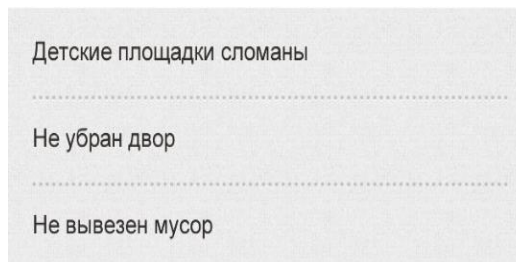 Детские площадки сломаны
Не убран двор
Не вывезен мусор